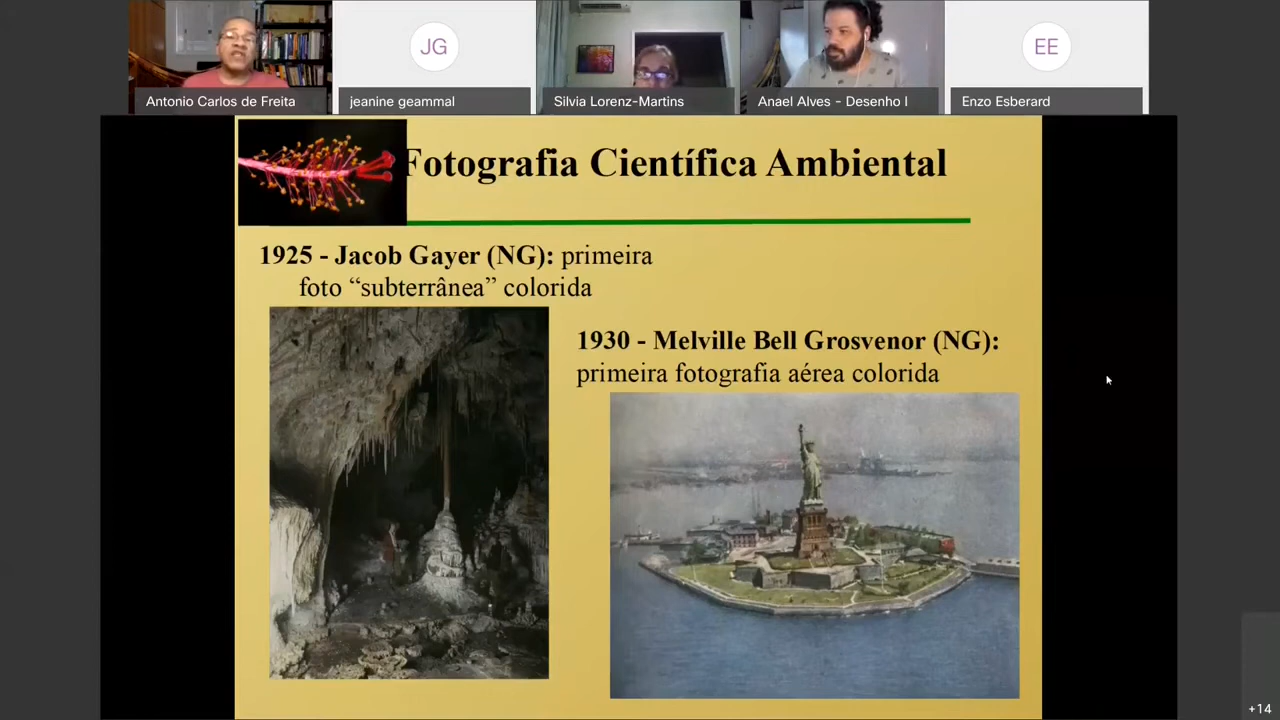 JG
EE
Antonio Carlos de Freita
jeanine geammal
Silvia Lorenz-Martins
Anael Alves - Desenho I
Enzo Esberard
Fotografia Científica Ambiental
1925 - Jacob Gayer (NG): primeira
foto “subterrânea” colorida
1930 - Melville Bell Grosvenor (NG):
primeira fotografia aérea colorida
+14